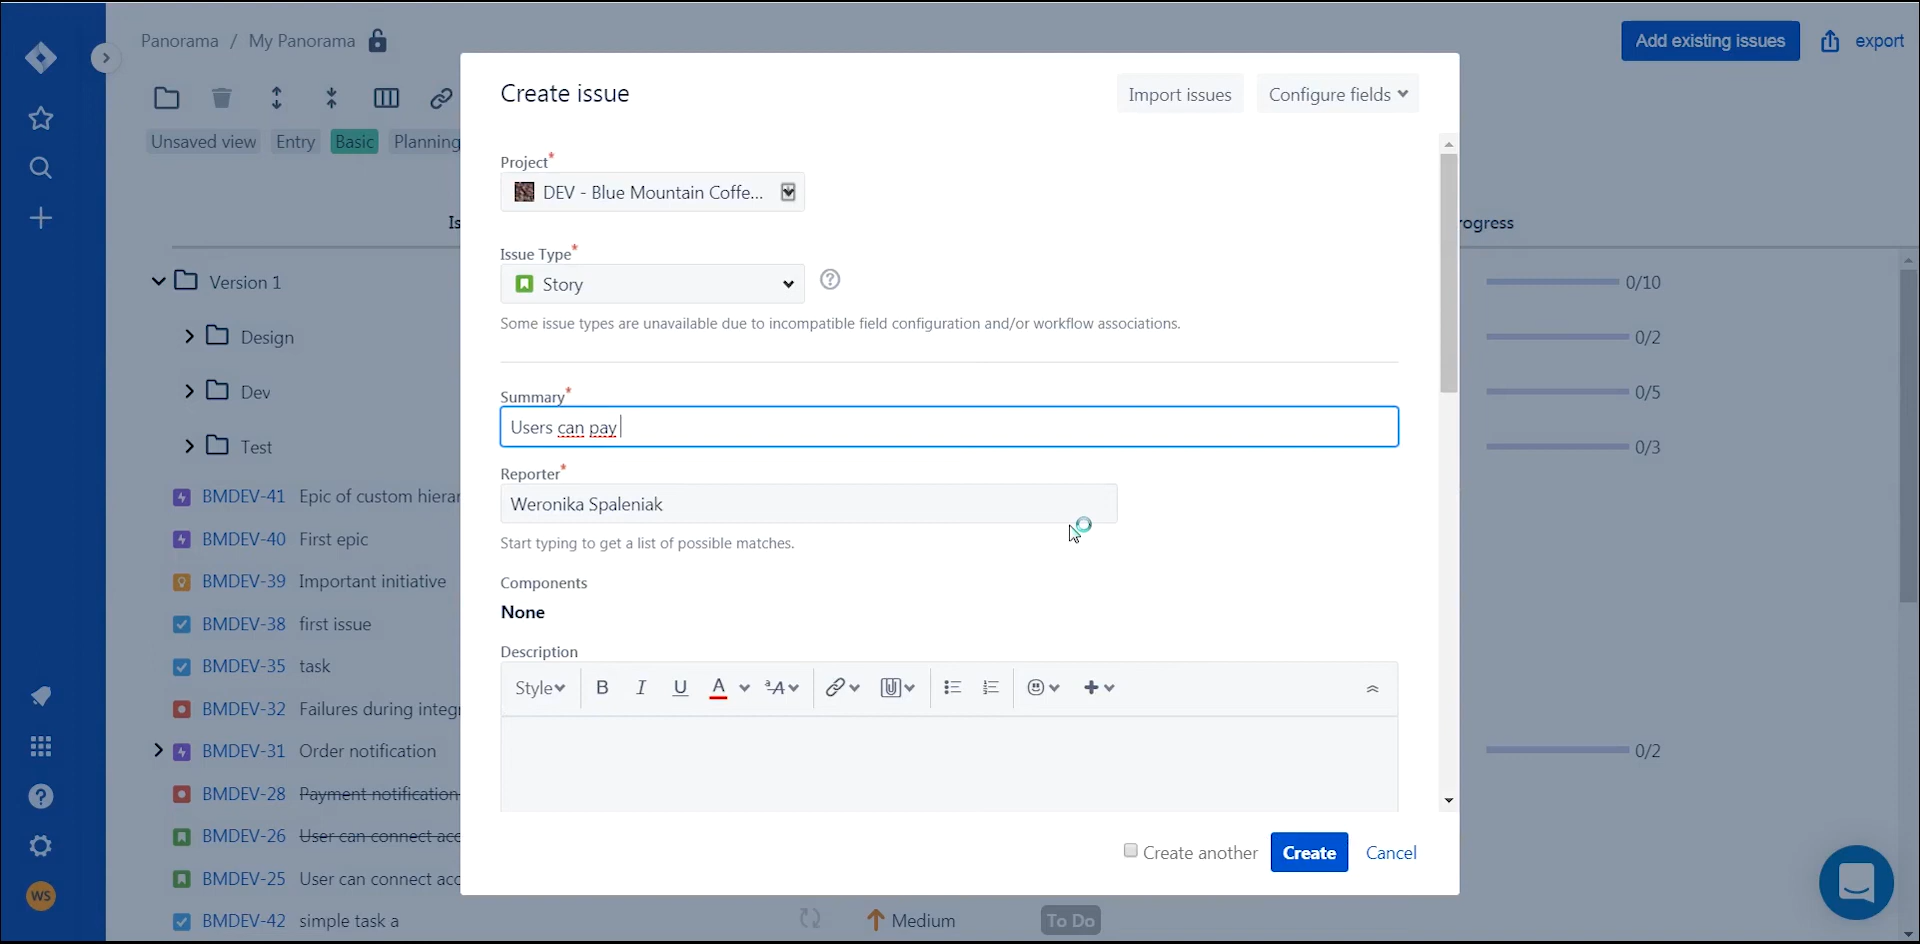 Panorama / My Panorama
Add existing issues
export
Unsaved view Entry Basic Planning
Is
rogress
Version 1
0/10
Design
0/2
Dev
0/5
Test
0/3
BMDEV-41 Epic of custom hierar
BMDEV-40 First epic
BMDEV-39 Important initiative
BMDEV-38 first issue
BMDEV-35 task
BMDEV-32 Failures during integr
BMDEV-31 Order notification
0/2
BMDEV-28 Payment notification
BMDEV-26 User can connect acc
BMDEV-25 User can connect acc
BMDEV-42 simple task a
Medium
To Do
WS
Create issue
Import issues
Configure fields
Project*
DEV - Blue Mountain Coffe...
Issue Type*
Story
Some issue types are unavailable due to incompatible field configuration and/or workflow associations.
Summary*
Users can pay
Reporter*
Weronika Spaleniak
Start typing to get a list of possible matches.
Components
None
Description
Style B I U A ªA
Create another
Create
Cancel